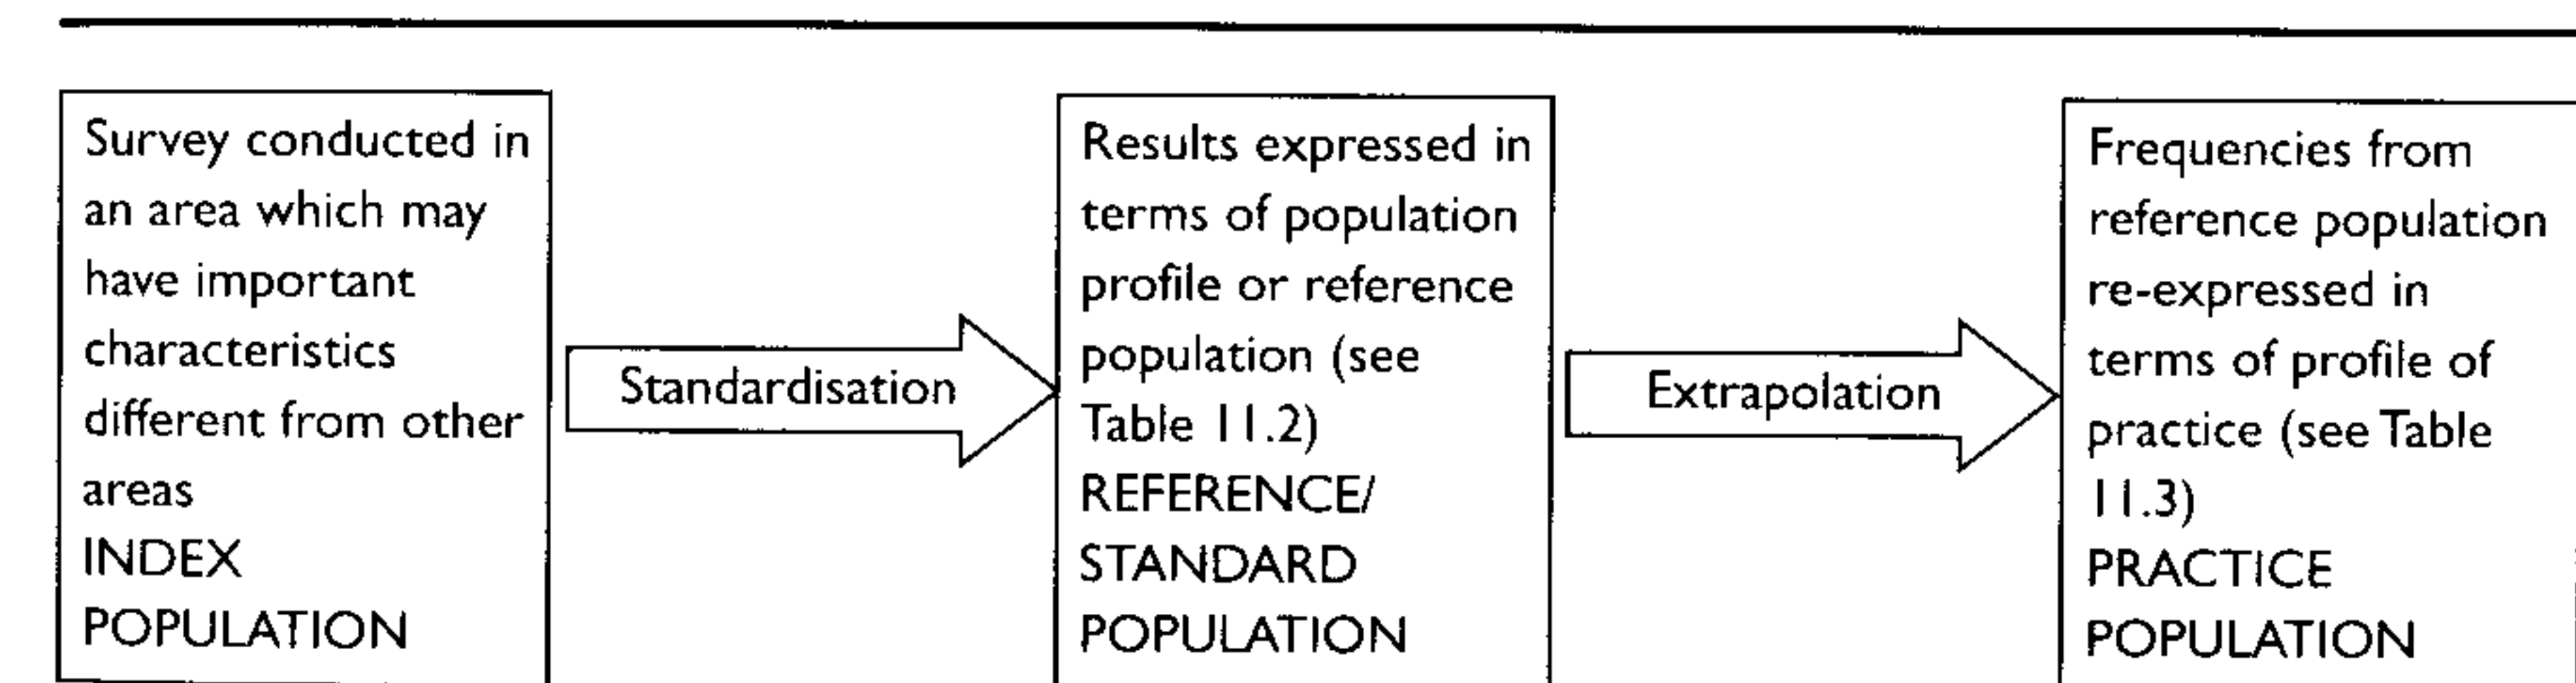 Survey conducted in
an area which may
have important
characteristics
different from other
areas
INDEX
POPULATION
Standardisation
Results expressed in
terms of population
profile or reference
population (see
Table 11.2)
REFERENCE/
STANDARD
POPULATION
Extrapolation
Frequencies from
reference population
re-expressed in
terms of profile of
practice (see Table
11.3)
PRACTICE
POPULATION